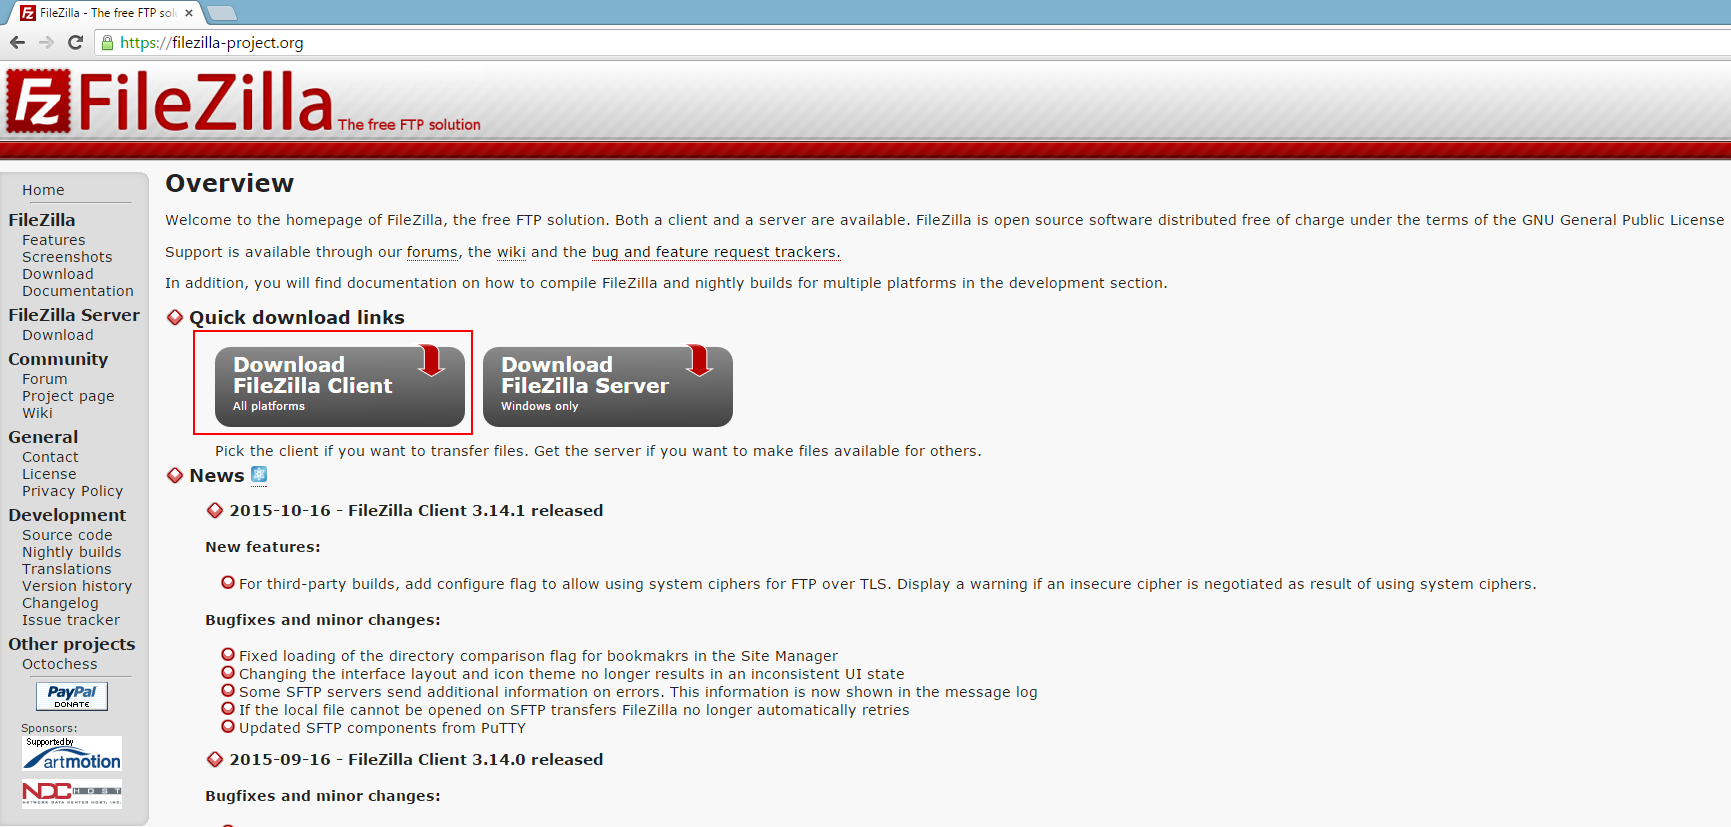 FileZilla - The free FTP sol
https://filezilla-project.org
Fz FileZilla The free FTP solution
Home
FileZilla
Features
Screenshots
Download
Documentation
FileZilla Server
Download
Community
Forum
Project page
Wiki
General
Contact
License
Privacy Policy
Development
Source code
Nightly builds
Translations
Version history
Changelog
Issue tracker
Other projects
Octochess
PayPal
DONATE
Sponsors:
Supported by
artmotion
NDC HOST
NETWORK DATA CENTER HOST, INC.
Overview
Welcome to the homepage of FileZilla, the free FTP solution. Both a client and a server are available. FileZilla is open source software distributed free of charge under the terms of the GNU General Public License
Support is available through our forums, the wiki and the bug and feature request trackers.
In addition, you will find documentation on how to compile FileZilla and nightly builds for multiple platforms in the development section.
Quick download links
Download
FileZilla Client
All platforms
Download
FileZilla Server
Windows only
Pick the client if you want to transfer files. Get the server if you want to make files available for others.
News
2015-10-16 - FileZilla Client 3.14.1 released
New features:
For third-party builds, add configure flag to allow using system ciphers for FTP over TLS. Display a warning if an insecure cipher is negotiated as result of using system ciphers.
Bugfixes and minor changes:
Fixed loading of the directory comparison flag for bookmakrs in the Site Manager
Changing the interface layout and icon theme no longer results in an inconsistent UI state
Some SFTP servers send additional information on errors. This information is now shown in the message log
If the local file cannot be opened on SFTP transfers FileZilla no longer automatically retries
Updated SFTP components from PuTTY
2015-09-16 - FileZilla Client 3.14.0 released
Bugfixes and minor changes: